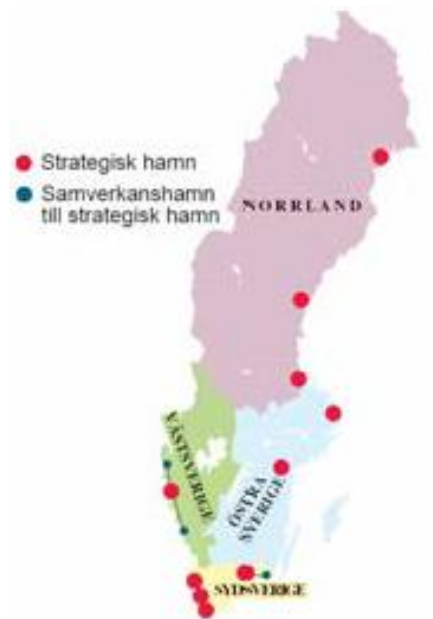 Strategisk hamn
Samverkanshamn
till strategisk hamn
NORRLAND
VÄSTSVERIGE
ÖSTRA
SVERIGE
SYDSVERIGE